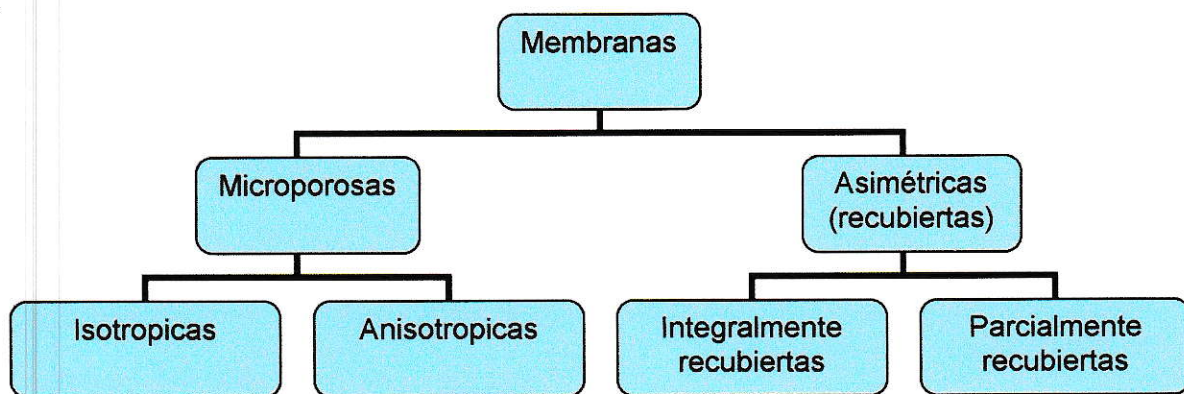 Membranas
Microporosas
Asimétricas
(recubiertas)
Isotropicas
Anisotropicas
Integralmente
recubiertas
Parcialmente
recubiertas